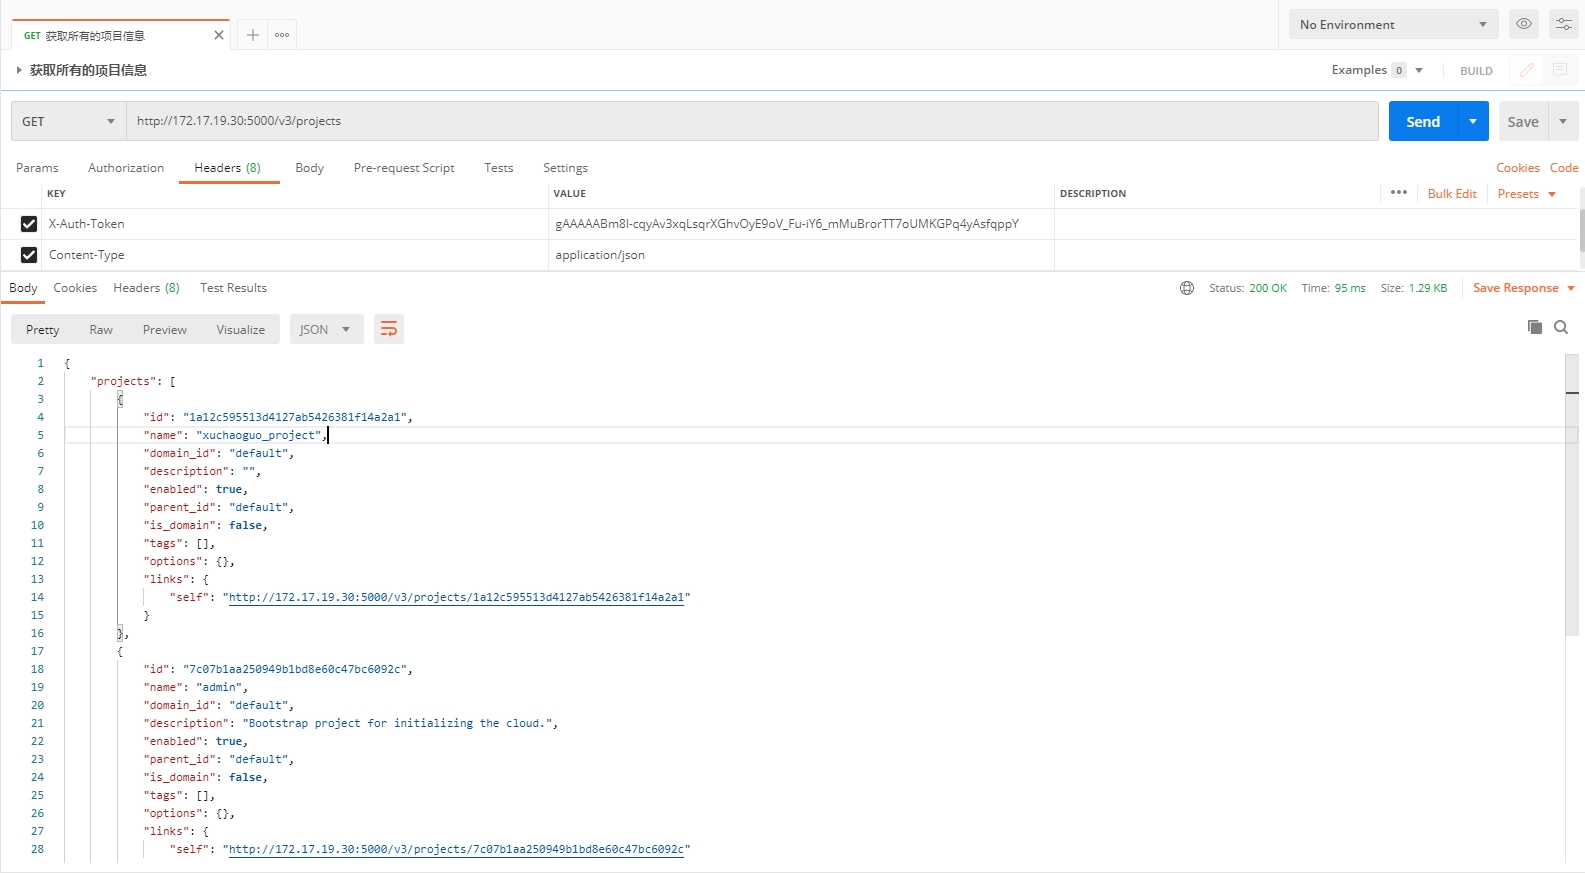 GET 获取所有的项目信息
No Environment
获取所有的项目信息
Examples 0
BUILD
GET
http://172.17.19.30:5000/v3/projects
Send
Save
Params
Authorization
Headers (8)
Body
Pre-request Script
Tests
Settings
Cookies
Code
KEY
VALUE
DESCRIPTION
Bulk Edit
Presets
X-Auth-Token
gAAAAABm8I-cqyAv3xqLsqrXGhvOyE9oV_Fu-iY6_mMuBrorTT7oUMKGPq4yAsfqppY
Content-Type
application/json
Body
Cookies
Headers (8)
Test Results
Status: 200 OK
Time: 95 ms
Size: 1.29 KB
Save Response
Pretty
Raw
Preview
Visualize
JSON
1 {
2 "projects": [
3 {
4 "id": "1a12c595513d4127ab5426381f14a2a1",
5 "name": "xuchaoguo_project",
6 "domain_id": "default",
7 "description": "",
8 "enabled": true,
9 "parent_id": "default",
10 "is_domain": false,
11 "tags": [],
12 "options": {},
13 "links": {
14 "self": "http://172.17.19.30:5000/v3/projects/1a12c595513d4127ab5426381f14a2a1"
15 }
16 },
17 {
18 "id": "7c07b1aa250949b1bd8e60c47bc6092c",
19 "name": "admin",
20 "domain_id": "default",
21 "description": "Bootstrap project for initializing the cloud.",
22 "enabled": true,
23 "parent_id": "default",
24 "is_domain": false,
25 "tags": [],
26 "options": {},
27 "links": {
28 "self": "http://172.17.19.30:5000/v3/projects/7c07b1aa250949b1bd8e60c47bc6092c"